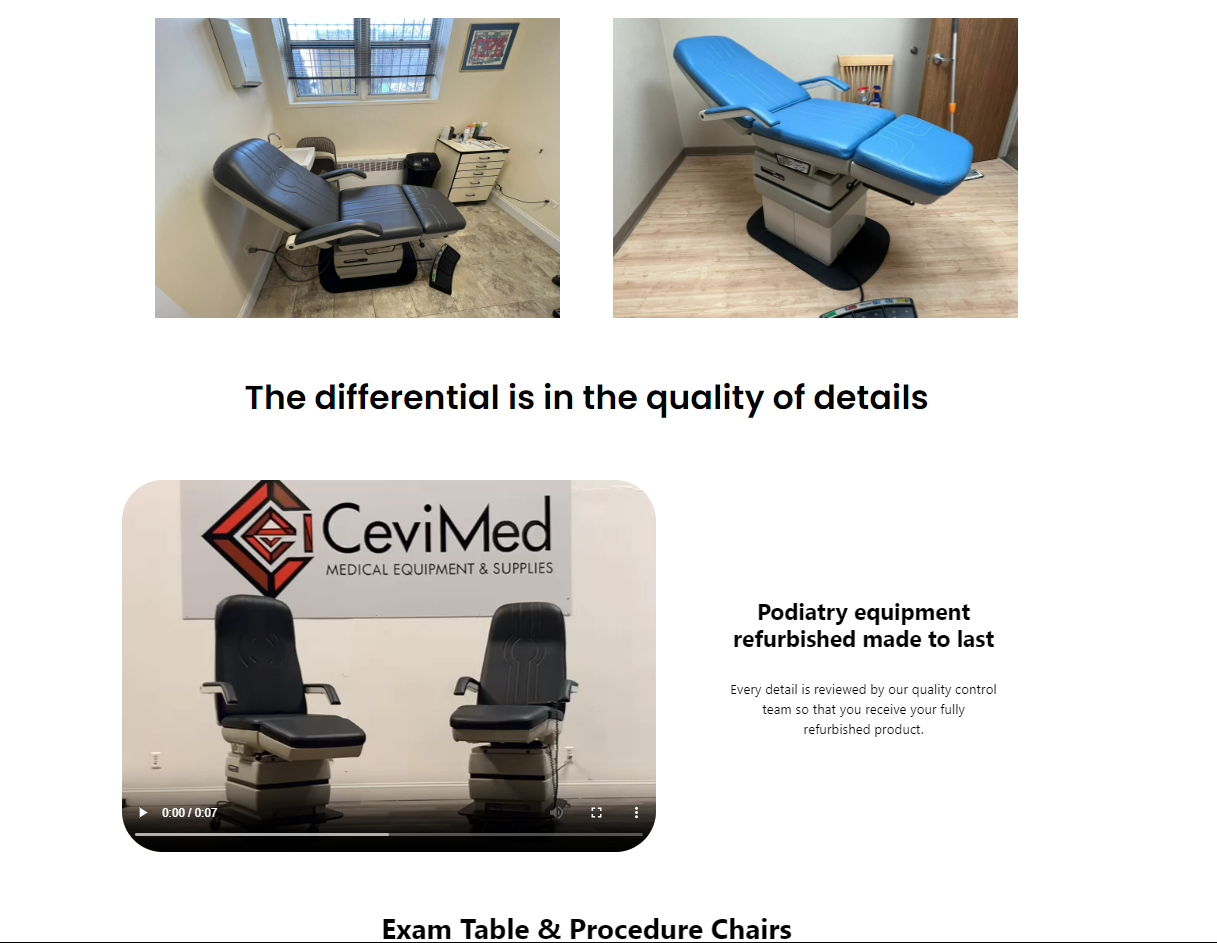 The differential is in the quality of details
CeviMed
MEDICAL EQUIPMENT & SUPPLIES
Podiatry equipment
refurbished made to last
Every detail is reviewed by our quality control
team so that you receive your fully
refurbished product.
0:00 / 0:07
Exam Table & Procedure Chairs